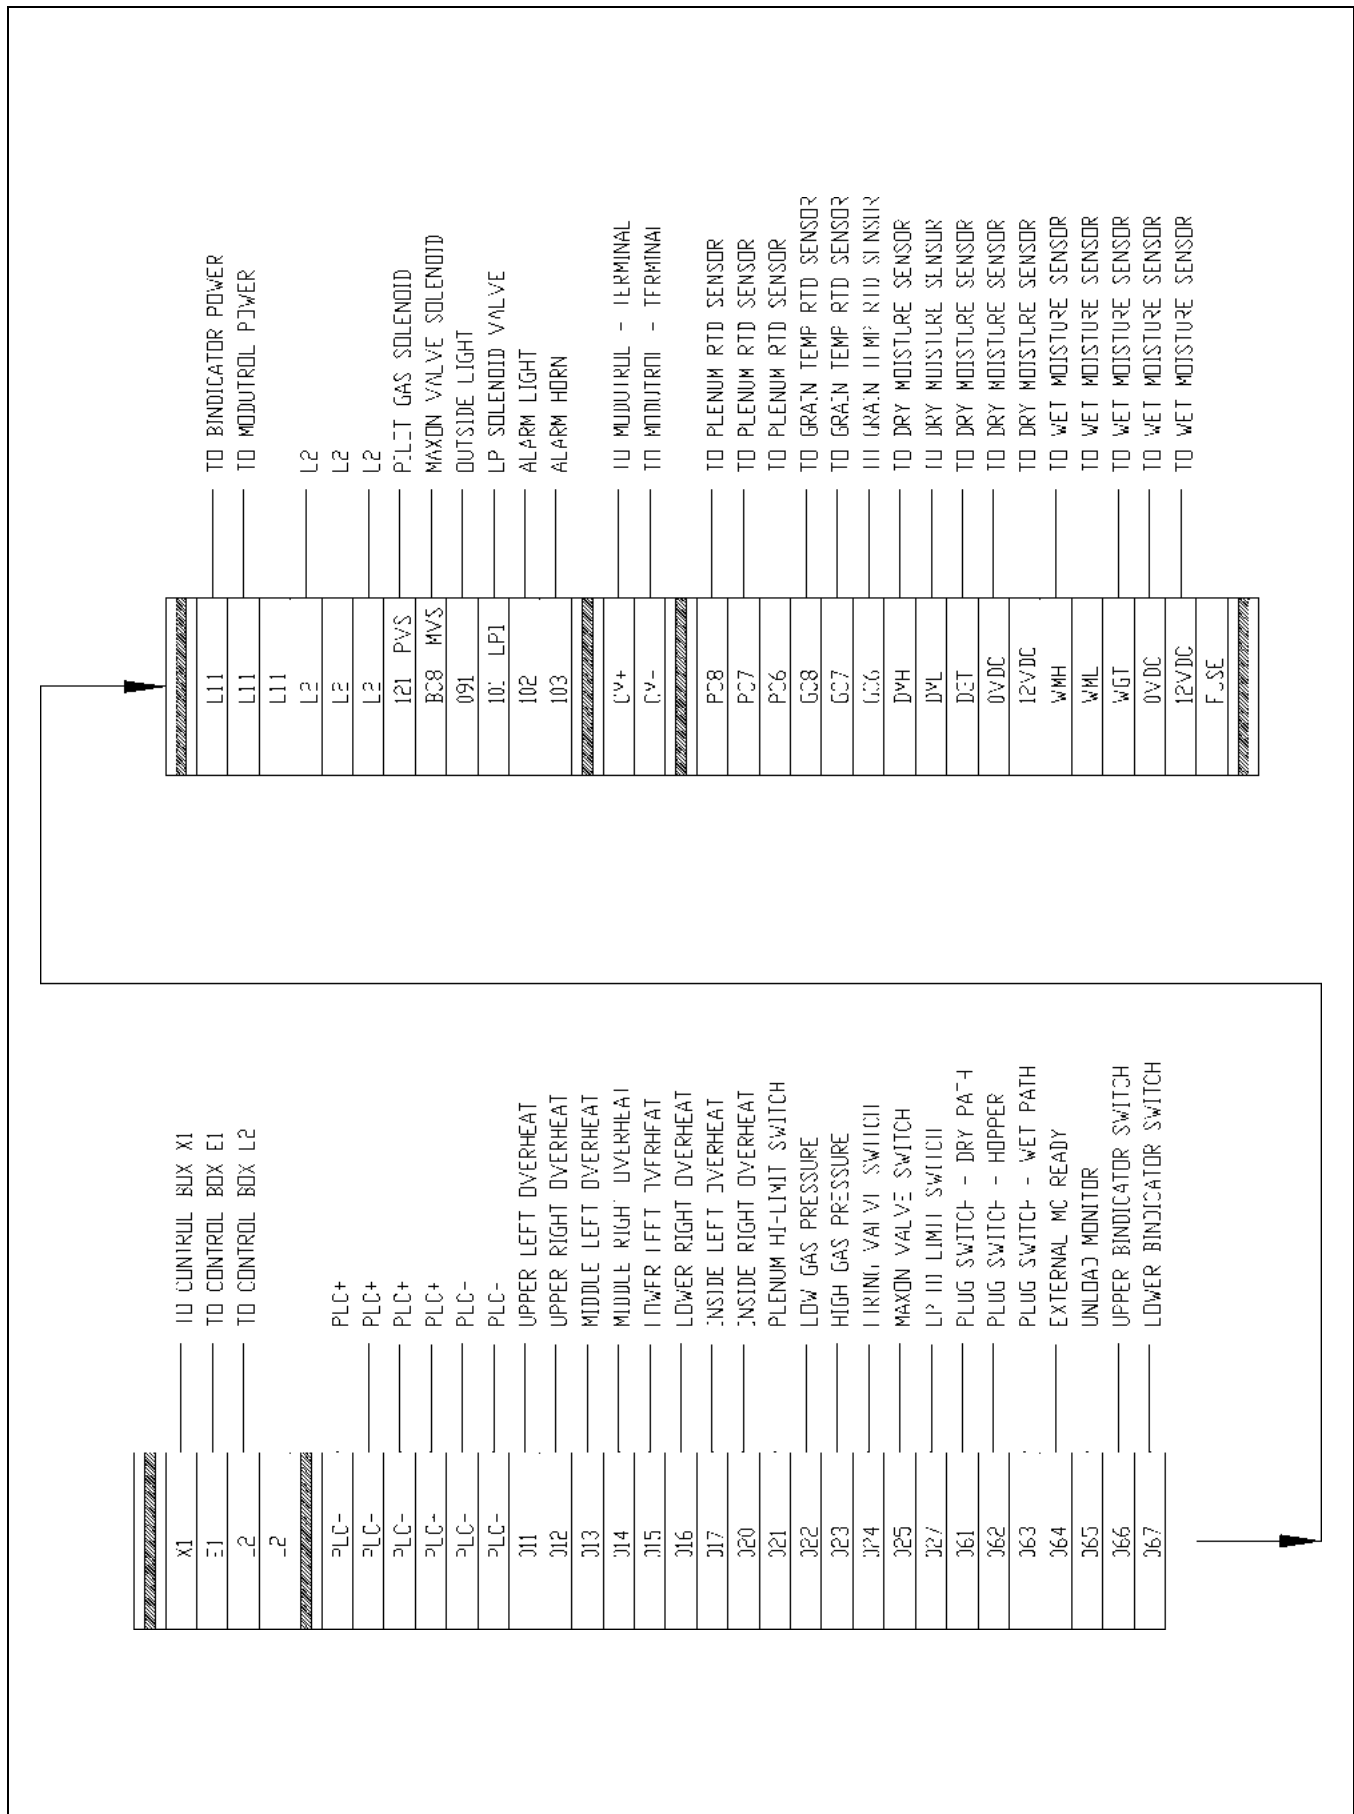 X1 TO CONTROL BOX X1
E1 TO CONTROL BOX E1
L2 TO CONTROL BOX L2
L2
PLC- PLC+
PLC- PLC+
PLC- PLC+
PLC- PLC+
PLC- PLC-
PLC- PLC-
011 UPPER LEFT OVERHEAT
012 UPPER RIGHT OVERHEAT
013 MIDDLE LEFT OVERHEAT
014 MIDDLE RIGHT OVERHEAT
015 LOWER LEFT OVERHEAT
016 LOWER RIGHT OVERHEAT
017 INSIDE LEFT OVERHEAT
020 INSIDE RIGHT OVERHEAT
021 PLENUM HI-LIMIT SWITCH
022 LOW GAS PRESSURE
023 HIGH GAS PRESSURE
024 FIRING VALVE SWITCH
025 MAXON VALVE SWITCH
027 LP HI LIMIT SWITCH
061 PLUG SWITCH - DRY PATH
062 PLUG SWITCH - HOPPER
063 PLUG SWITCH - WET PATH
064 EXTERNAL MC READY
065 UNLOAD MONITOR
066 UPPER BINDICATOR SWITCH
067 LOWER BINDICATOR SWITCH
L11 TO BINDICATOR POWER
L11 TO MODUTROL POWER
L11
L2 L2
L2 L2
L2 L2
121 PVS PILOT GAS SOLENOID
BC8 MVS MAXON VALVE SOLENOID
091 OUTSIDE LIGHT
101 LP1 LP SOLENOID VALVE
102 ALARM LIGHT
103 ALARM HORN
CM+ TO MODUTROL - TERMINAL
CM- TO MODUTROL - TERMINAL
PC8 TO PLENUM RTD SENSOR
PC7 TO PLENUM RTD SENSOR
PC6 TO PLENUM RTD SENSOR
GC8 TO GRAIN TEMP RTD SENSOR
GC7 TO GRAIN TEMP RTD SENSOR
GC6 TO GRAIN TEMP RTD SENSOR
DMH TO DRY MOISTURE SENSOR
DML TO DRY MOISTURE SENSOR
DGT TO DRY MOISTURE SENSOR
0VDC TO DRY MOISTURE SENSOR
12VDC TO DRY MOISTURE SENSOR
WMH TO WET MOISTURE SENSOR
WML TO WET MOISTURE SENSOR
WGT TO WET MOISTURE SENSOR
0VDC TO WET MOISTURE SENSOR
12VDC TO WET MOISTURE SENSOR
FUSE